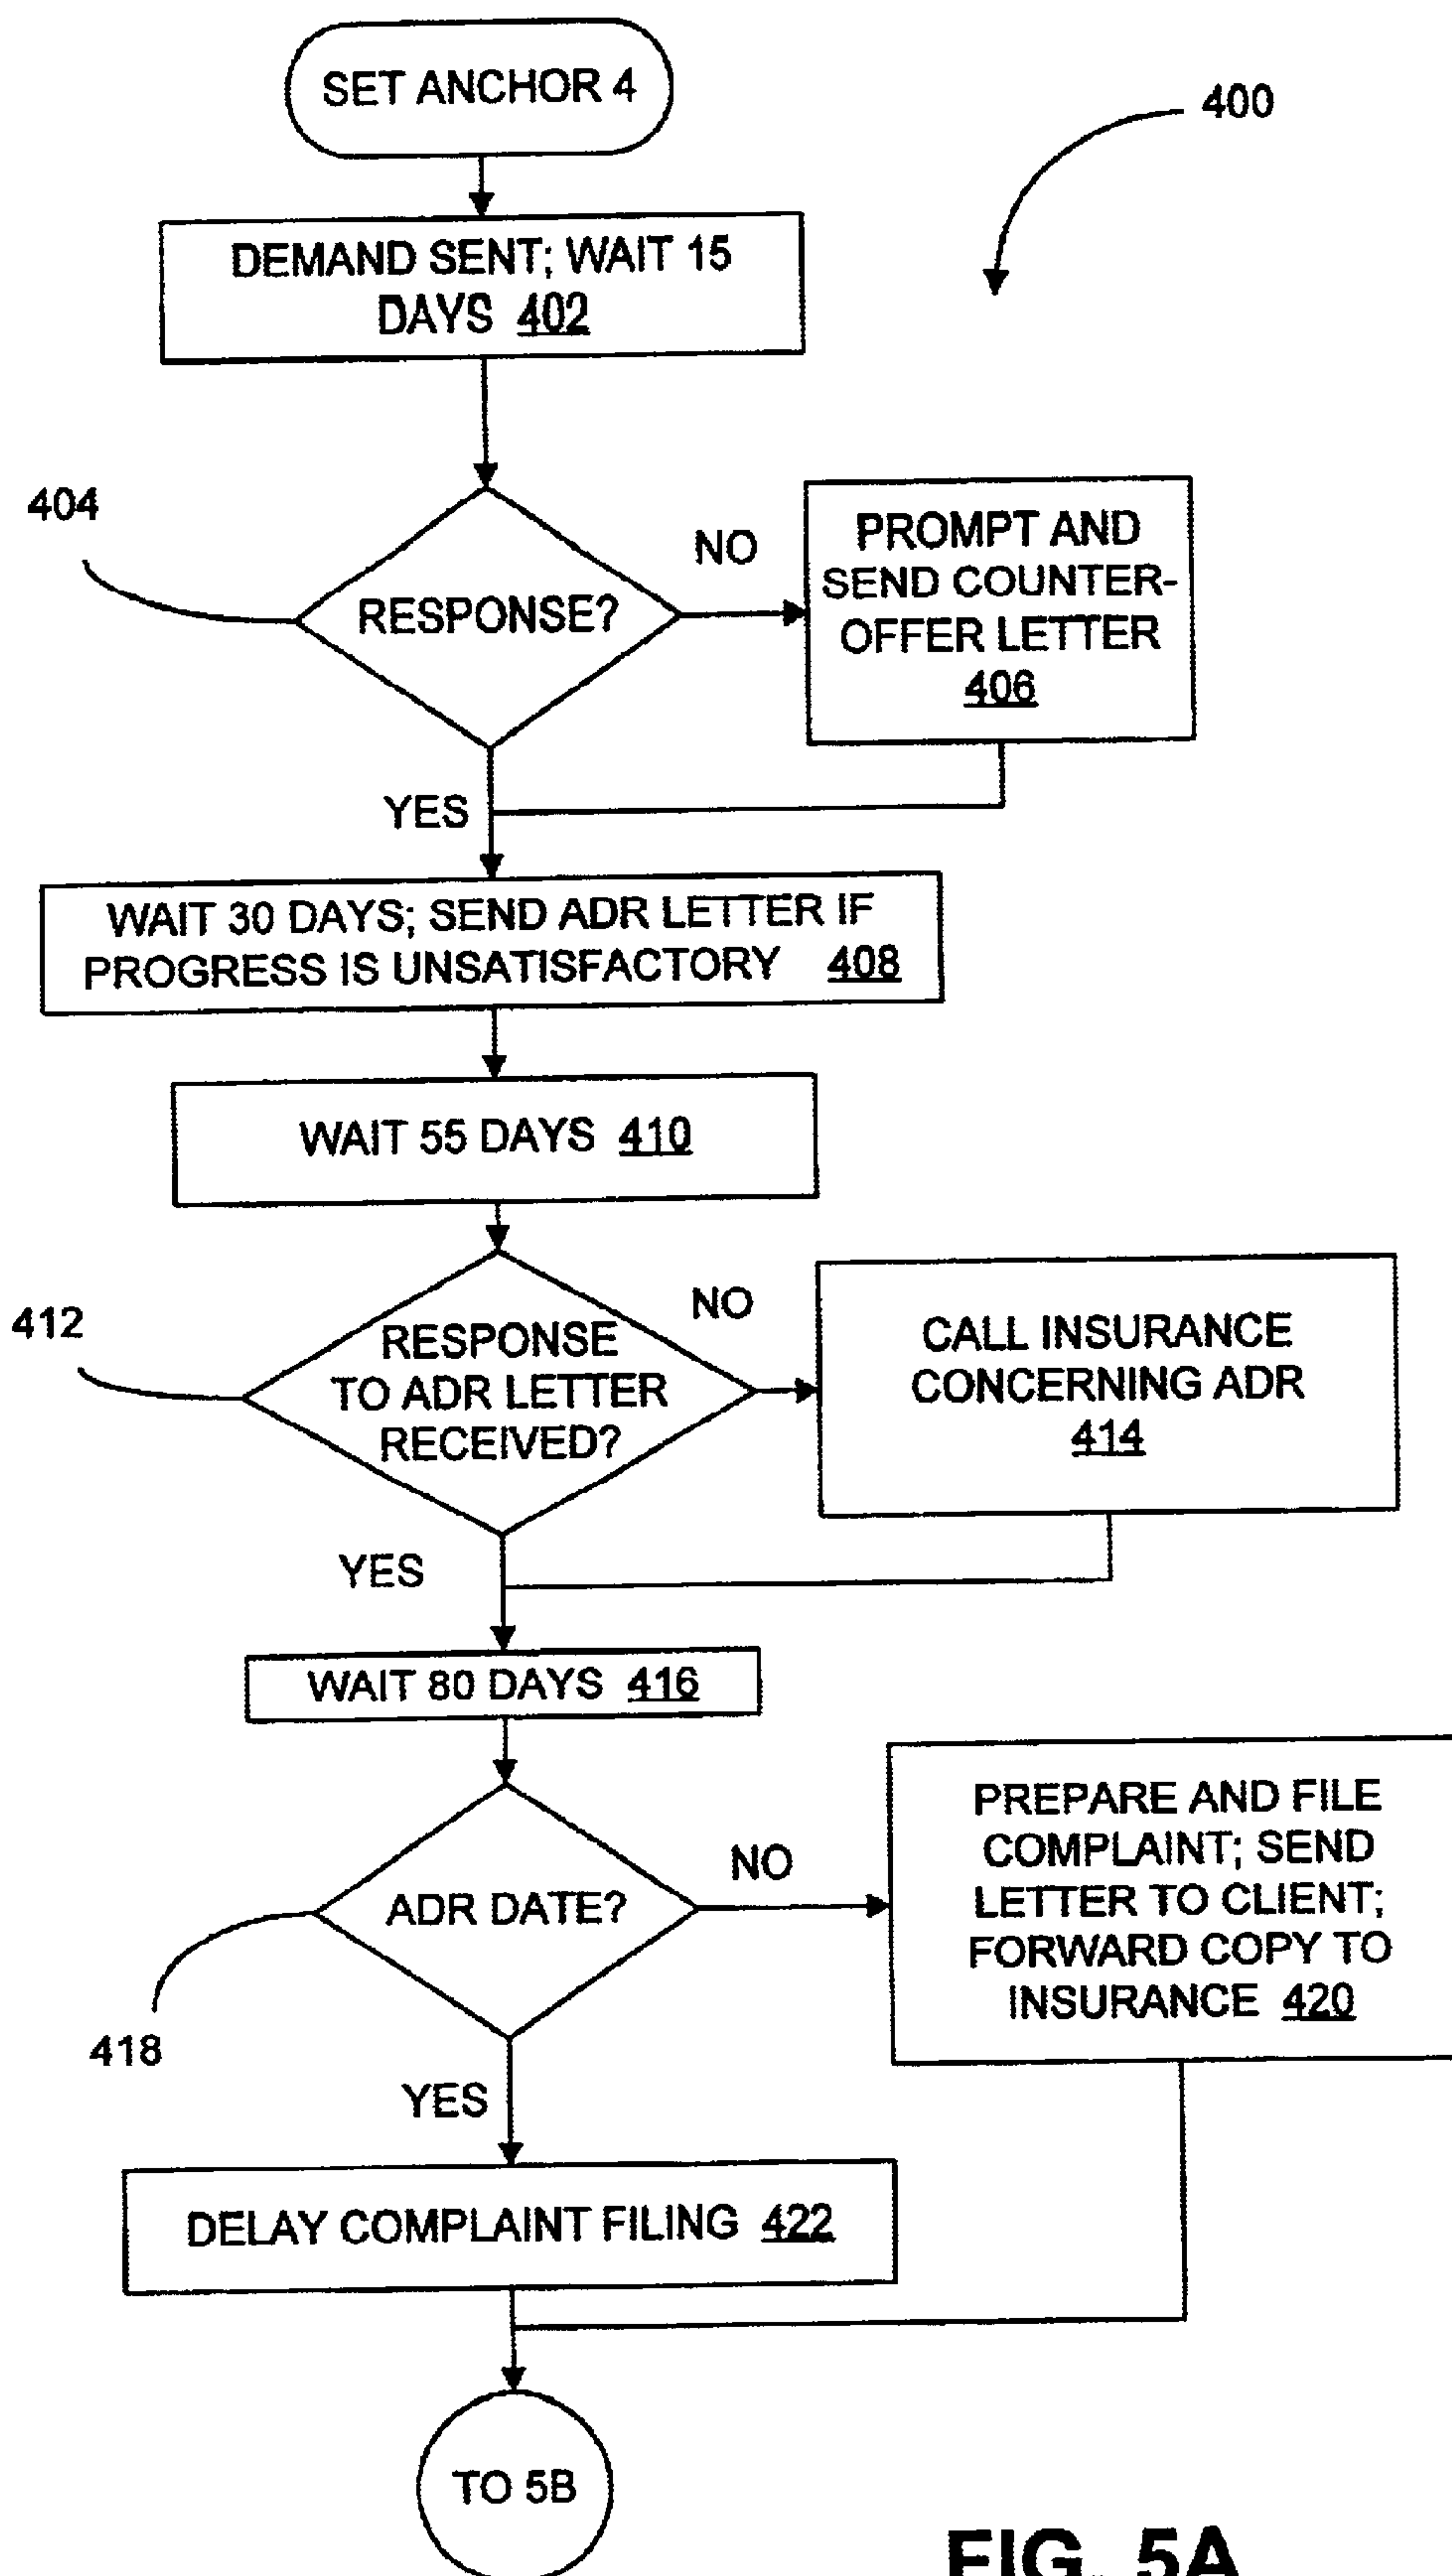 SET ANCHOR 4
400
DEMAND SENT; WAIT 15
DAYS 402
404
RESPONSE?
NO
PROMPT AND
SEND COUNTER-
OFFER LETTER
406
YES
WAIT 30 DAYS; SEND ADR LETTER IF
PROGRESS IS UNSATISFACTORY 408
WAIT 55 DAYS 410
412
RESPONSE
TO ADR LETTER
RECEIVED?
NO
CALL INSURANCE
CONCERNING ADR
414
YES
WAIT 80 DAYS 416
ADR DATE?
NO
PREPARE AND FILE
COMPLAINT; SEND
LETTER TO CLIENT;
FORWARD COPY TO
INSURANCE 420
418
YES
DELAY COMPLAINT FILING 422
TO 5B
FIG. 5A